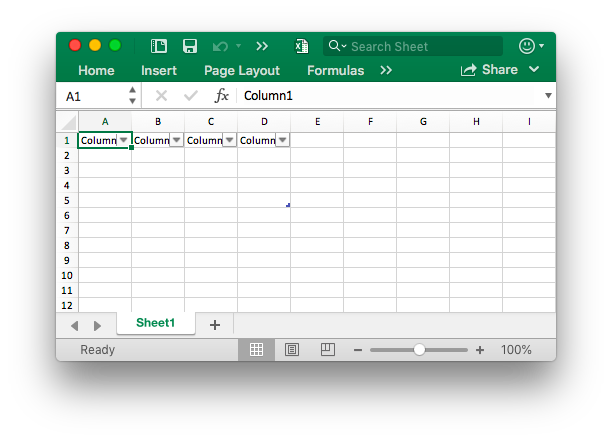 Search Sheet
Home Insert Page Layout Formulas Share
A1 fx Column1
A B C D E F G H I
1 Column Column Column Column
2
3
4
5
6
7
8
9
10
11
12
Sheet1 +
Ready 100%